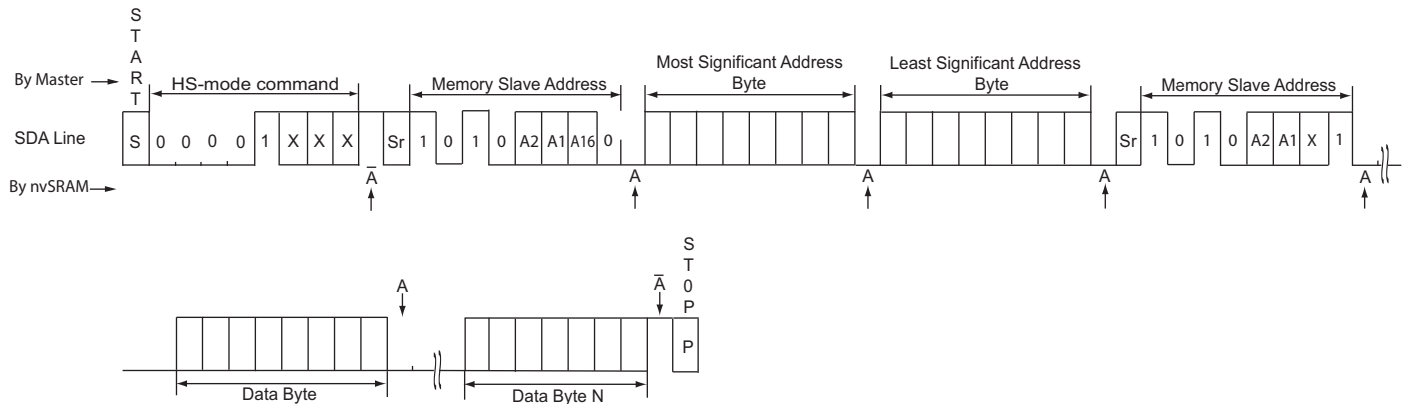 START
By Master
HS-mode command
Memory Slave Address
Most Significant Address
Byte
Least Significant Address
Byte
Memory Slave Address
SDA Line
S 0 0 0 0 1 X X X Sr 1 0 1 0 A2 A1 A16 0 Sr 1 0 1 0 A2 A1 X 1
A̅ A A A A
By nvSRAM
A
A̅
ST0P
P
Data Byte
Data Byte N